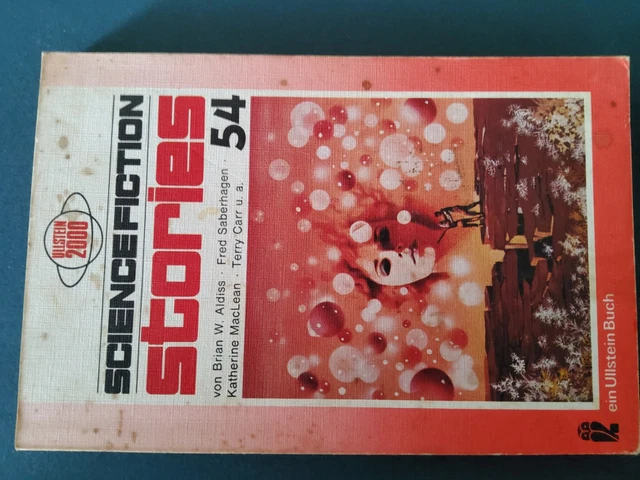 ULLSTEIN
2000
SCIENCE FICTION
stories
54
von Brian W. Aldiss · Fred Saberhagen ·
Katherine MacLean · Terry Carr u. a.
ein Ullstein Buch